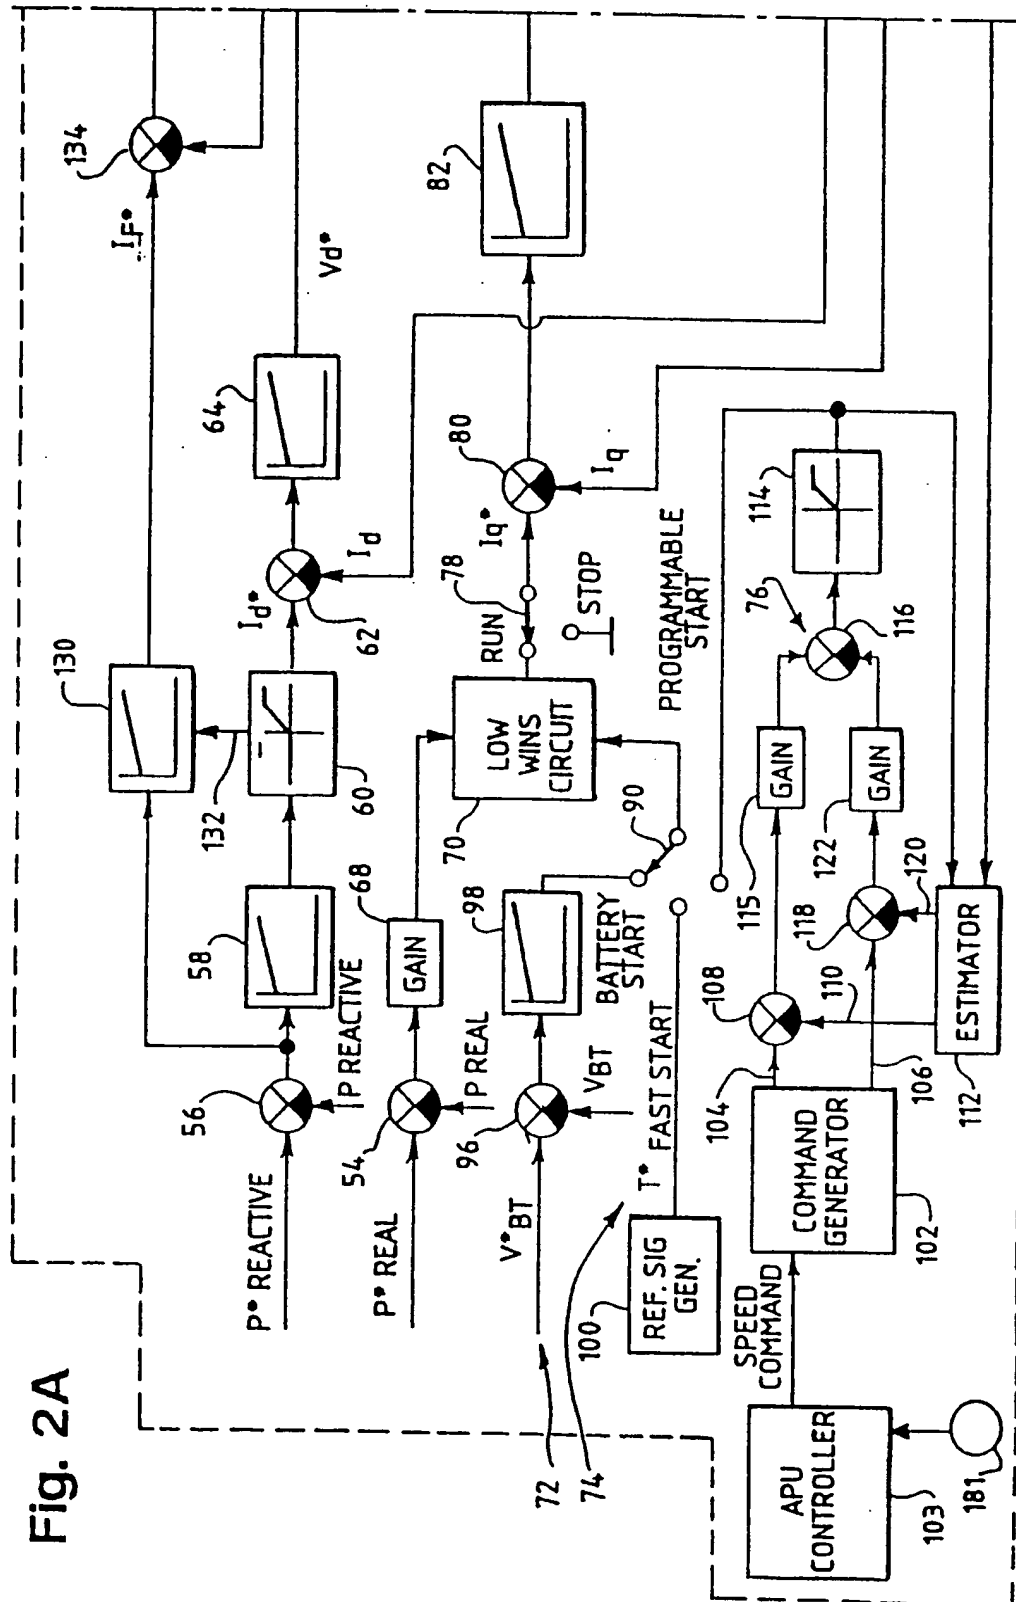 Fig. 2A
P* REACTIVE
56
P REACTIVE
58
132
130
60
Id*
62
Id
64
Vd*
IF*
134
P* REAL
54
P REAL
68
GAIN
V*BT
72
96
VBT
98
BATTERY
START
90
70
LOW
WINS
CIRCUIT
RUN
78
STOP
Iq*
80
Iq
82
74
100
REF. SIG
GEN.
T*
FAST START
PROGRAMMABLE
START
APU
CONTROLLER
103
181
SPEED
COMMAND
COMMAND
GENERATOR
102
104
106
108
110
112
ESTIMATOR
118
120
115
GAIN
122
GAIN
76
116
114